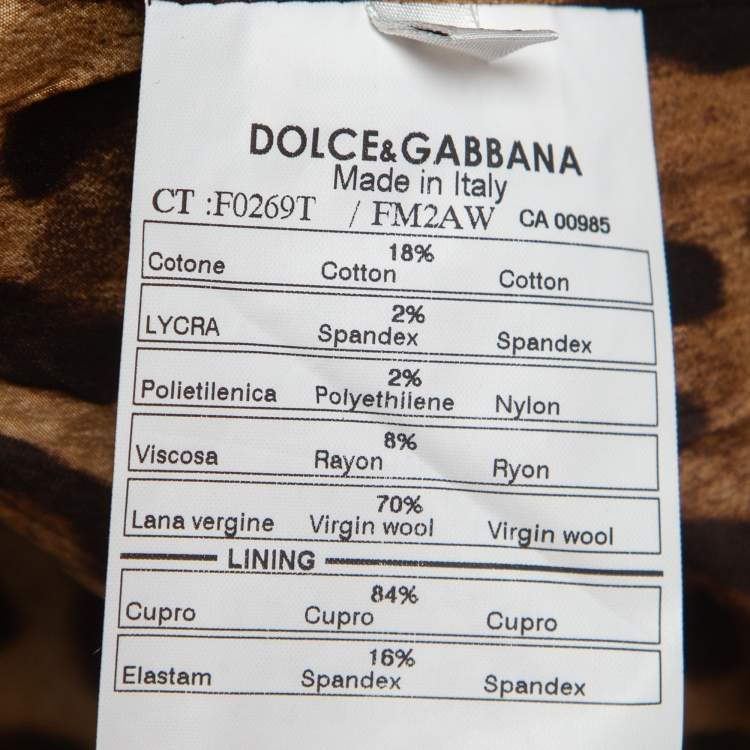 DOLCE&GABBANA
Made in Italy
CT :F0269T / FM2AW CA 00985
18%
Cotone Cotton Cotton
2%
LYCRA Spandex Spandex
2%
Polietilenica Polyethilene Nylon
8%
Viscosa Rayon Ryon
70%
Lana vergine Virgin wool Virgin wool
LINING
84%
Cupro Cupro Cupro
16%
Elastam Spandex Spandex